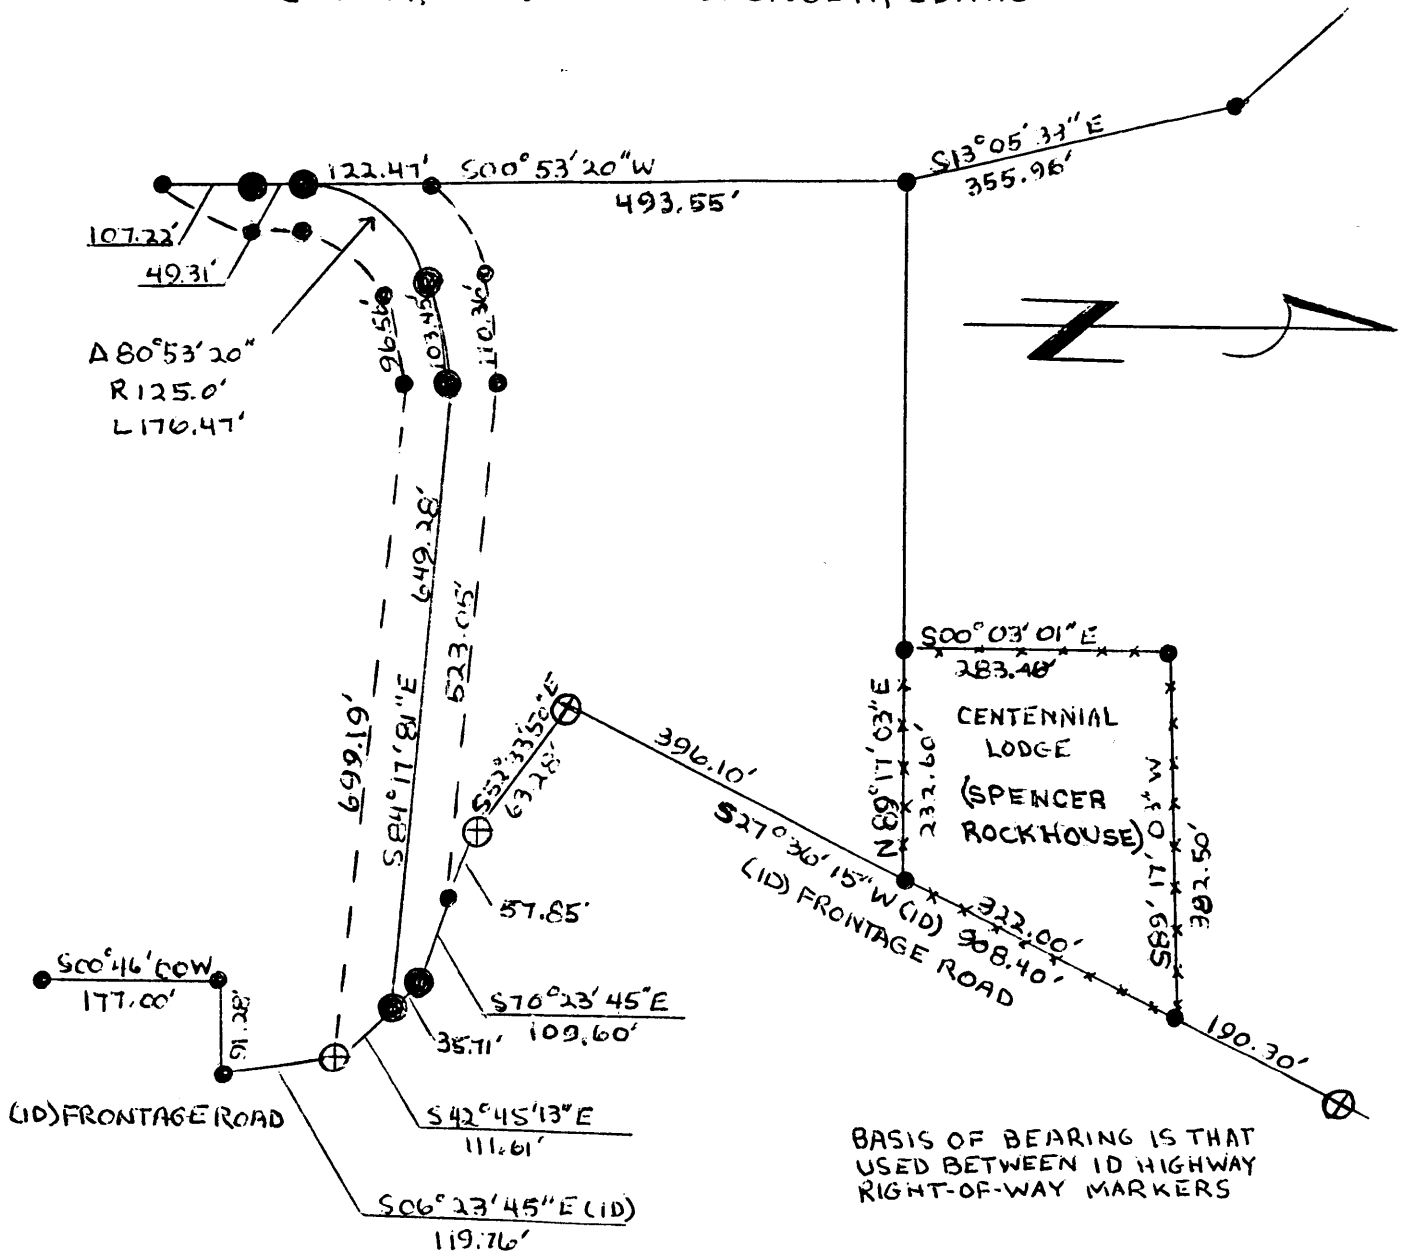 122.47'
S00°53'20"W
493.55'
S13°05'33"E
355.96'
107.22'
49.31'
Δ80°53'20"
R125.0'
L176.47'
96.56'
103.45'
110.36'
649.28'
S84°17'18"E
523.05'
699.19'
S52°33'50"E
63.28'
396.10'
S27°36'15"W (ID) 908.40'
(ID) FRONTAGE ROAD
S00°03'01"E
283.48'
N89°17'03"E
232.60'
CENTENNIAL
LODGE
(SPENCER
ROCKHOUSE)
S89°17'03"W
382.50'
322.00'
190.30'
57.85'
S00°46'00W
177.00'
91.28'
S70°23'45"E
109.60'
35.71'
(ID) FRONTAGE ROAD
S42°45'13"E
111.61'
S06°23'45"E (ID)
119.76'
BASIS OF BEARING IS THAT
USED BETWEEN ID HIGHWAY
RIGHT-OF-WAY MARKERS